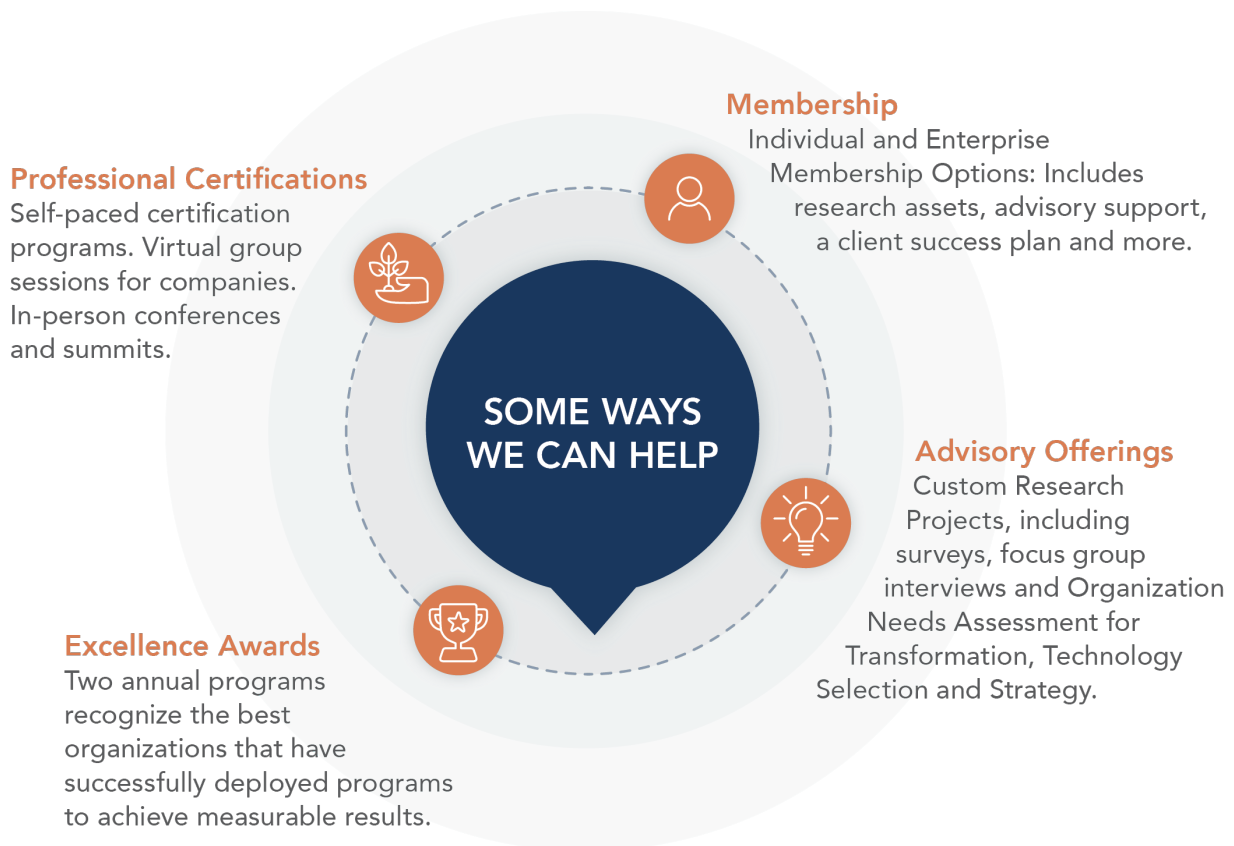 Membership
Individual and Enterprise
Membership Options: Includes
research assets, advisory support,
a client success plan and more.
Professional Certifications
Self-paced certification
programs. Virtual group
sessions for companies.
In-person conferences
and summits.
SOME WAYS
WE CAN HELP
Advisory Offerings
Custom Research
Projects, including
surveys, focus group
interviews and Organization
Needs Assessment for
Transformation, Technology
Selection and Strategy.
Excellence Awards
Two annual programs
recognize the best
organizations that have
successfully deployed programs
to achieve measurable results.